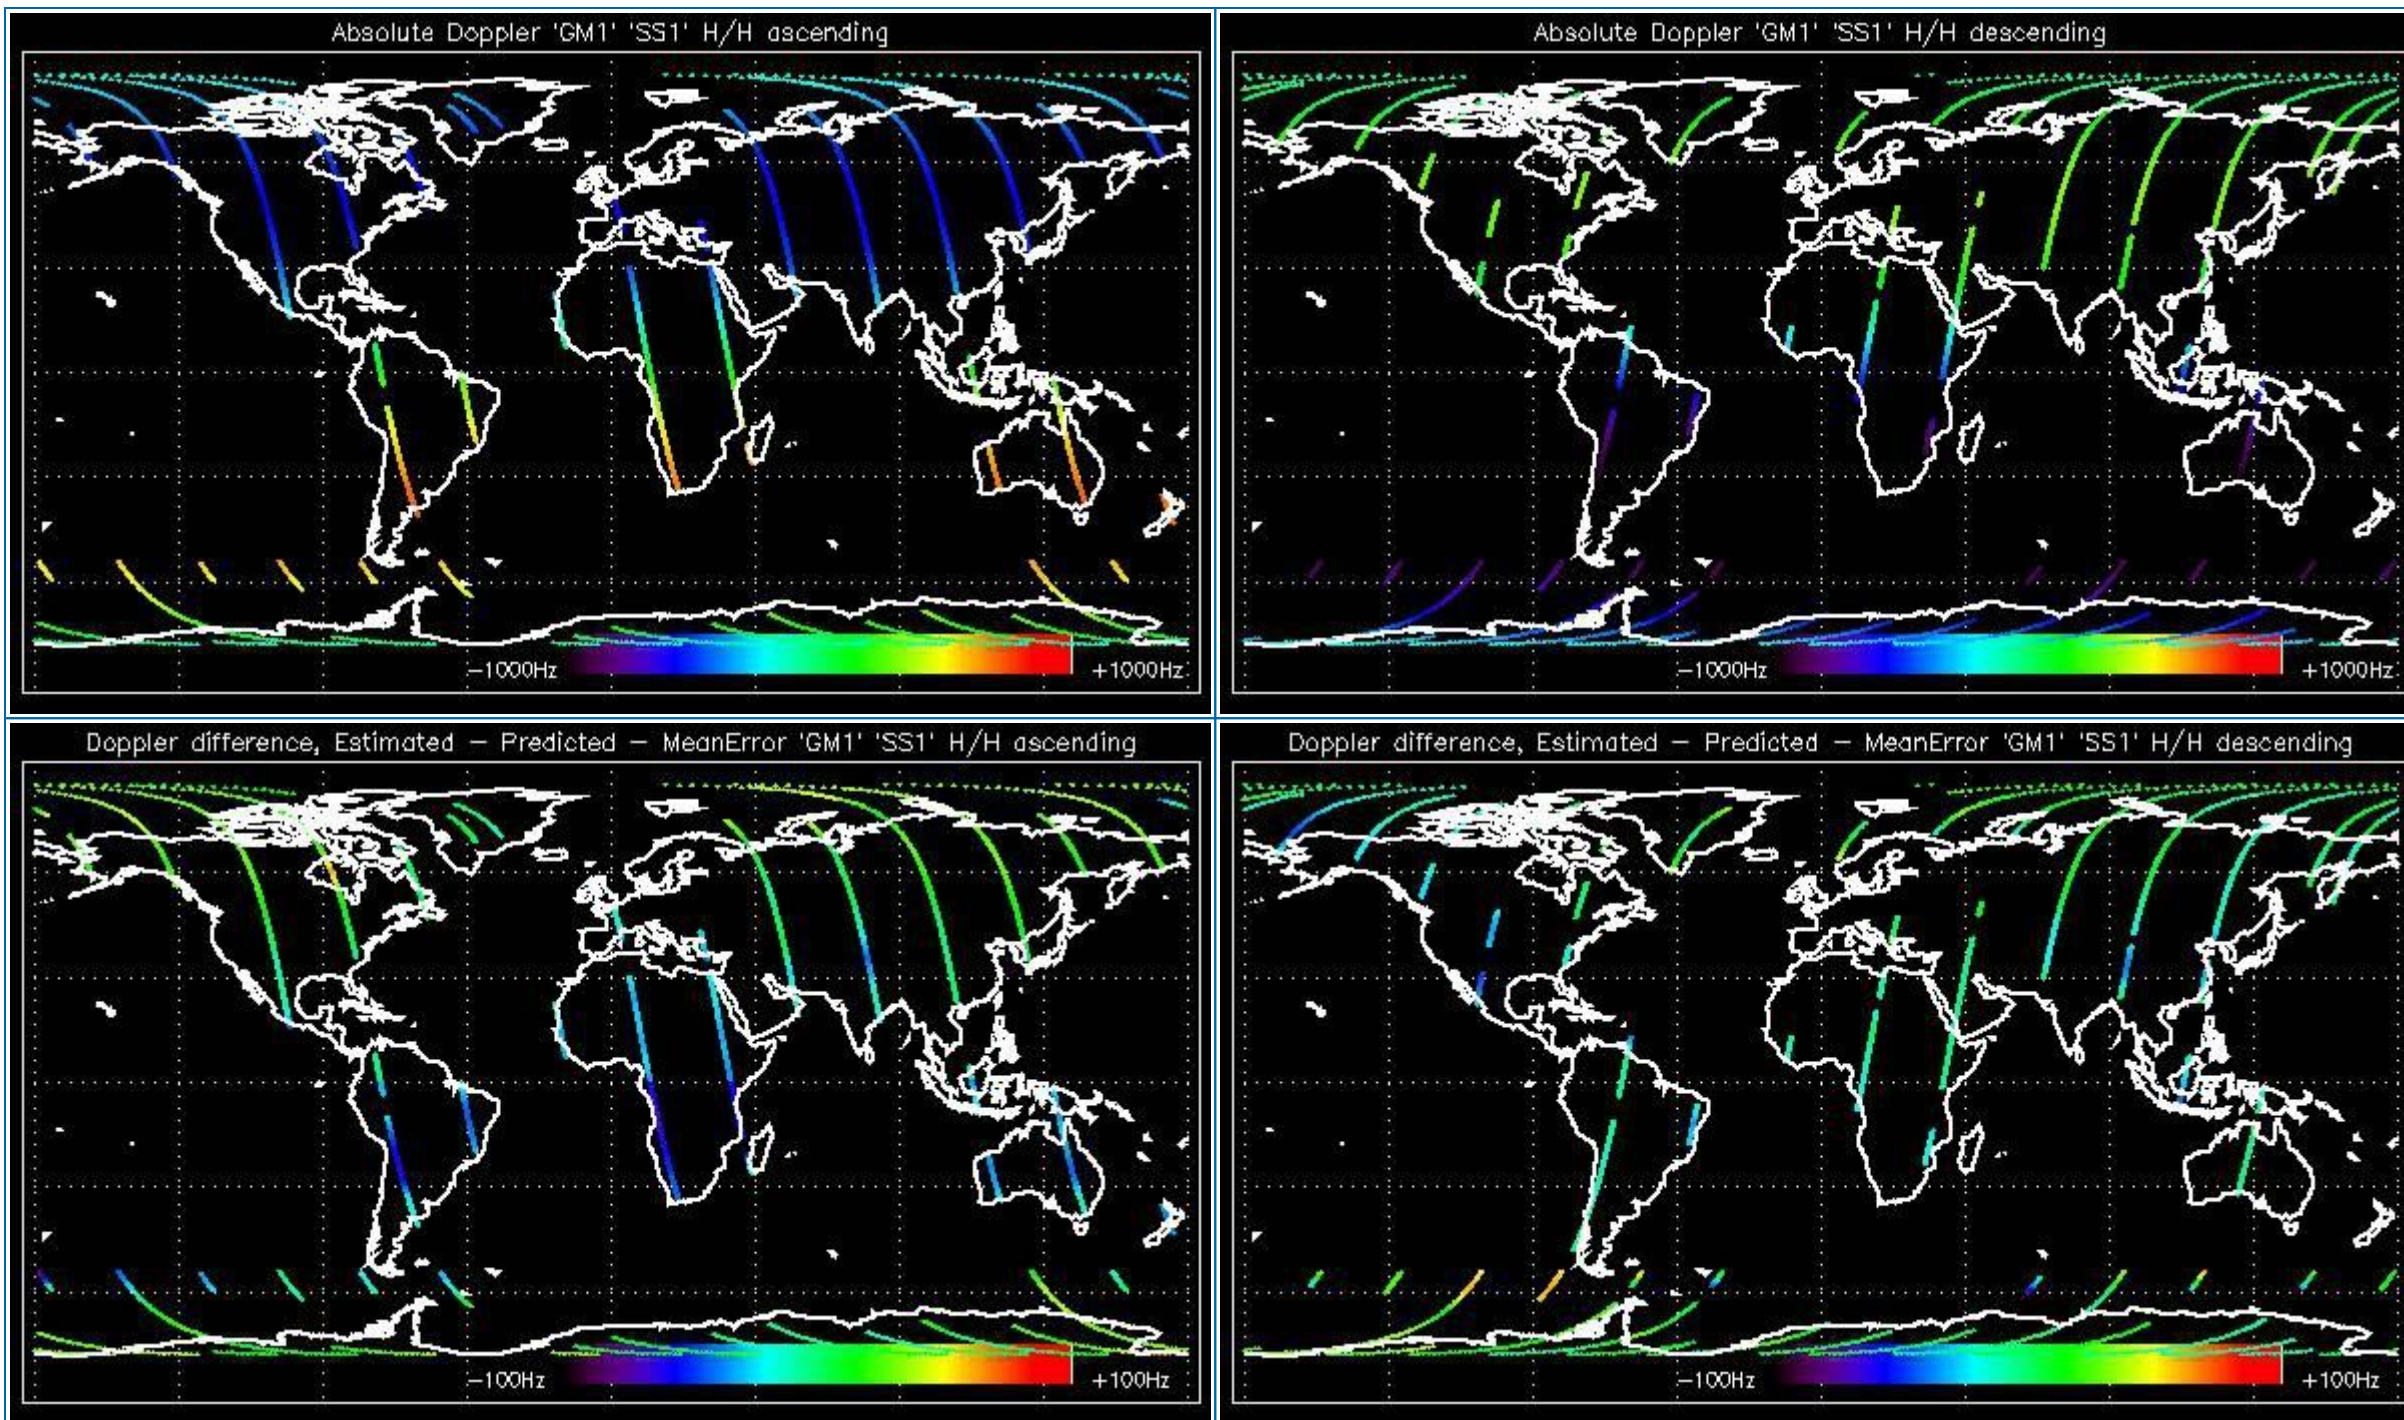 Absolute Doppler 'GM1' 'SS1' H/H ascending
-1000Hz +1000Hz
Absolute Doppler 'GM1' 'SS1' H/H descending
-1000Hz +1000Hz
Doppler difference, Estimated - Predicted - MeanError 'GM1' 'SS1' H/H ascending
-100Hz +100Hz
Doppler difference, Estimated - Predicted - MeanError 'GM1' 'SS1' H/H descending
-100Hz +100Hz